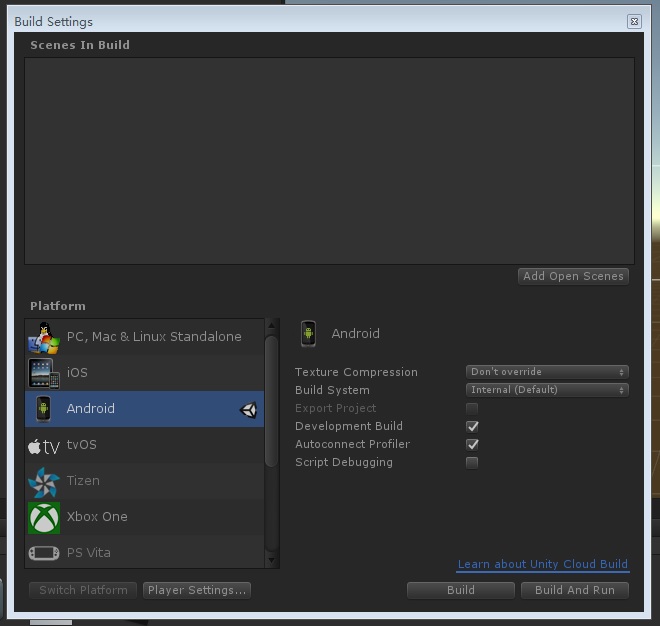 Build Settings
Scenes In Build
Add Open Scenes
Platform
PC, Mac & Linux Standalone
iOS
Android
tv tvOS
Tizen
Xbox One
PS Vita
Android
Texture Compression Don't override
Build System Internal (Default)
Export Project
Development Build
Autoconnect Profiler
Script Debugging
Learn about Unity Cloud Build
Switch Platform Player Settings... Build Build And Run